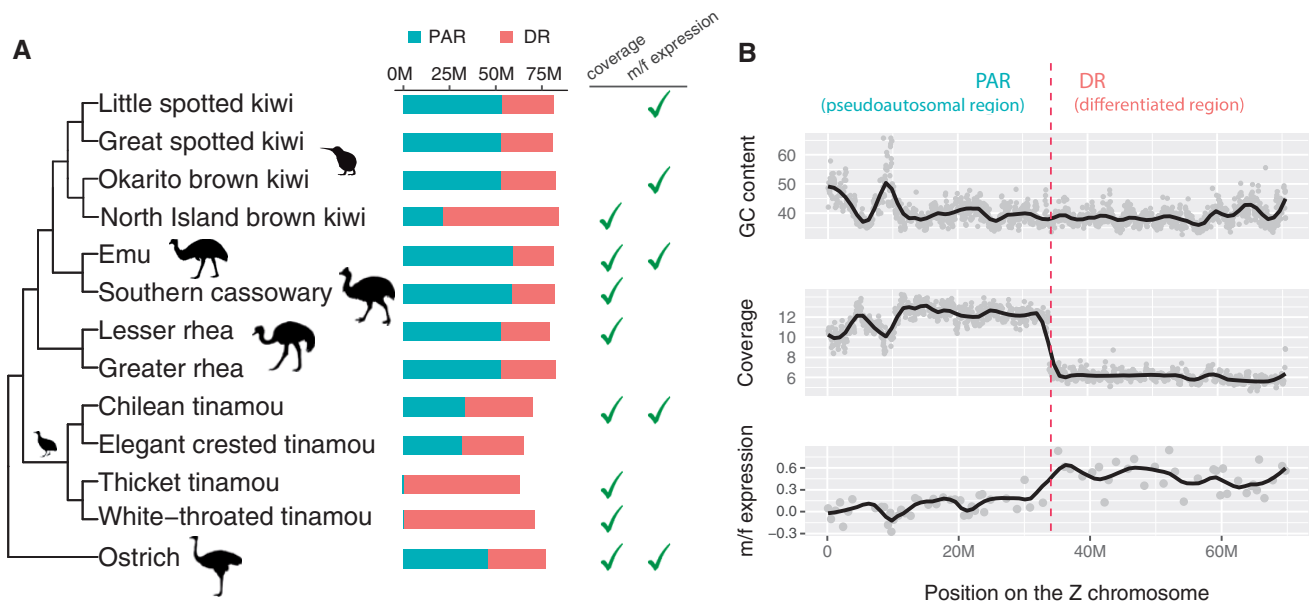 A
PAR
DR
coverage
m/f expression
0M
25M
50M
75M
Little spotted kiwi
Great spotted kiwi
Okarito brown kiwi
North Island brown kiwi
Emu
Southern cassowary
Lesser rhea
Greater rhea
Chilean tinamou
Elegant crested tinamou
Thicket tinamou
White−throated tinamou
Ostrich
B
PAR
(pseudoautosomal region)
DR
(differentiated region)
GC content
60
50
40
Coverage
12
10
8
6
m/f expression
0.6
0.3
0.0
−0.3
0
20M
40M
60M
Position on the Z chromosome